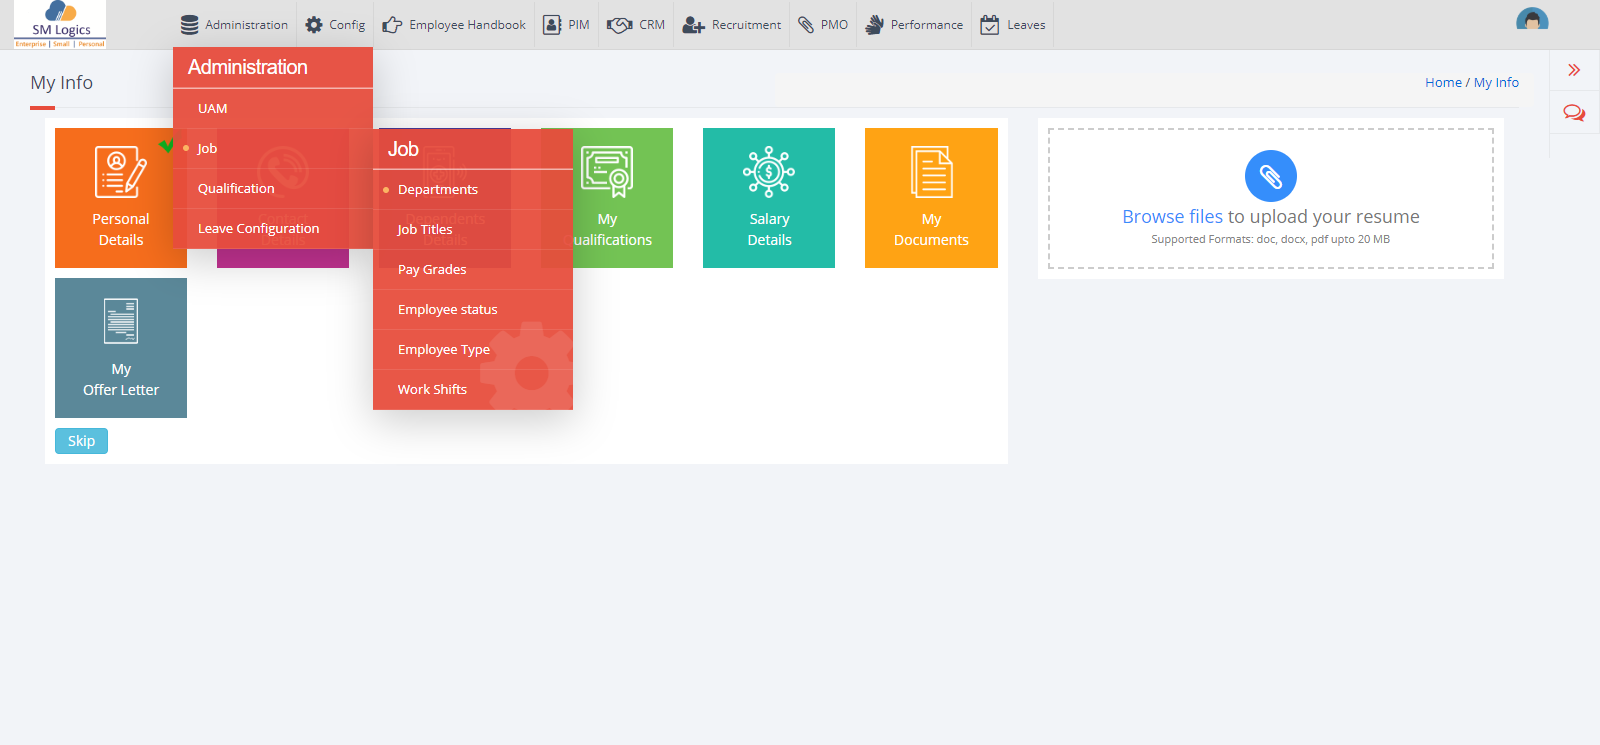 SM Logics
Enterprise | Small | Personal
Administration
Config
Employee Handbook
PIM
CRM
Recruitment
PMO
Performance
Leaves
My Info
Home / My Info
Administration
UAM
Job
Qualification
Leave Configuration
Job
Departments
Job Titles
Pay Grades
Employee status
Employee Type
Work Shifts
Personal
Details
Contact
Details
Dependents
Details
My
ualifications
Salary
Details
My
Documents
My
Offer Letter
Skip
Browse files to upload your resume
Supported Formats: doc, docx, pdf upto 20 MB